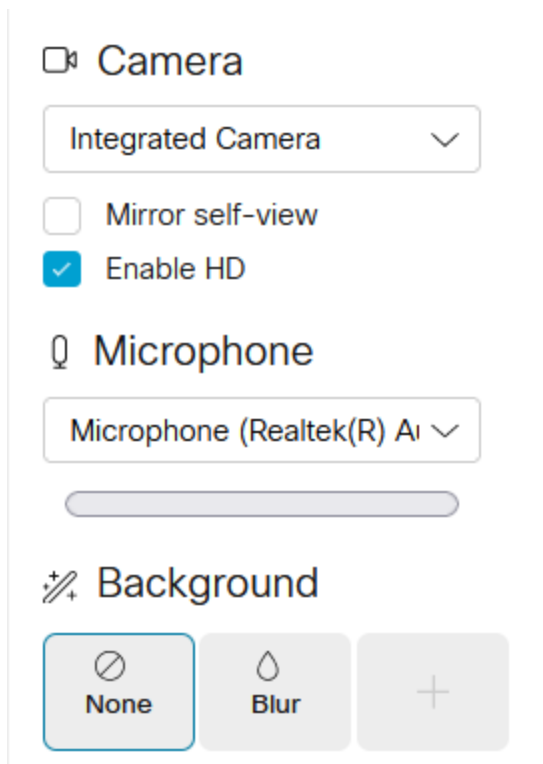 Camera
Integrated Camera
Mirror self-view
Enable HD
Microphone
Microphone (Realtek(R)
Background
None
Blur